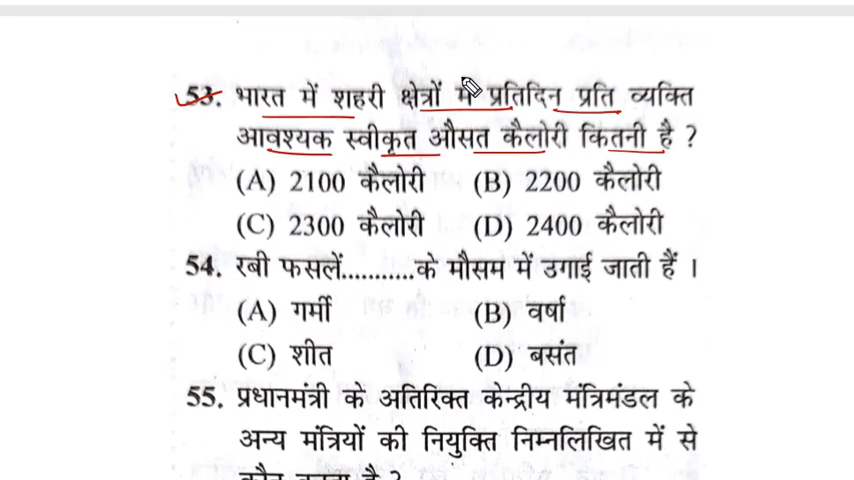 53. भारत में शहरी क्षेत्रों में प्रतिदिन प्रति व्यक्ति
आवश्यक स्वीकृत औसत कैलोरी कितनी है ?
(A) 2100 कैलोरी (B) 2200 कैलोरी
(C) 2300 कैलोरी (D) 2400 कैलोरी
54. रबी फसलें...........के मौसम में उगाई जाती हैं ।
(A) गर्मी (B) वर्षा
(C) शीत (D) बसंत
55. प्रधानमंत्री के अतिरिक्त केन्द्रीय मंत्रिमंडल के
अन्य मंत्रियों की नियुक्ति निम्नलिखित में से